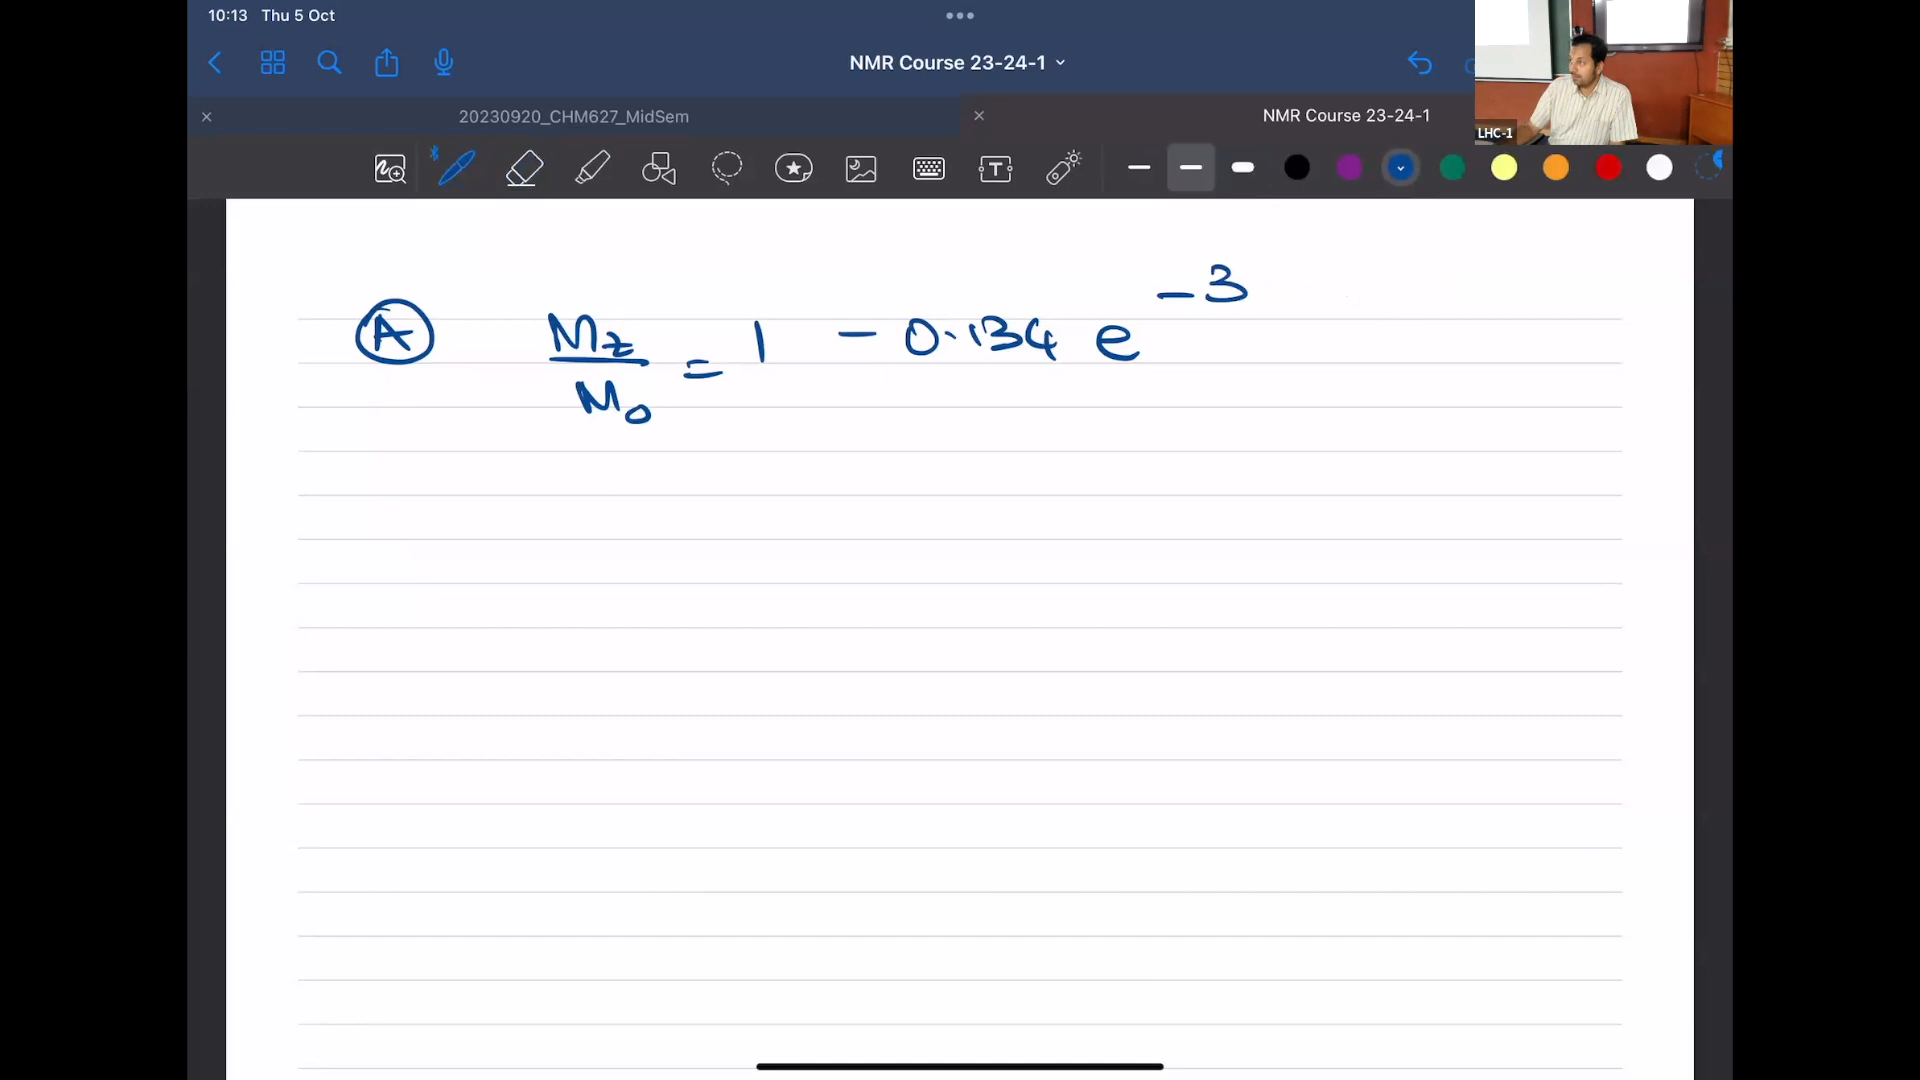 10:13 Thu 5 Oct
NMR Course 23-24-1
20230920_CHM627_MidSem
NMR Course 23-24-1
LHC-1
T
A Mz/M0 = 1 - 0.134 e^-3